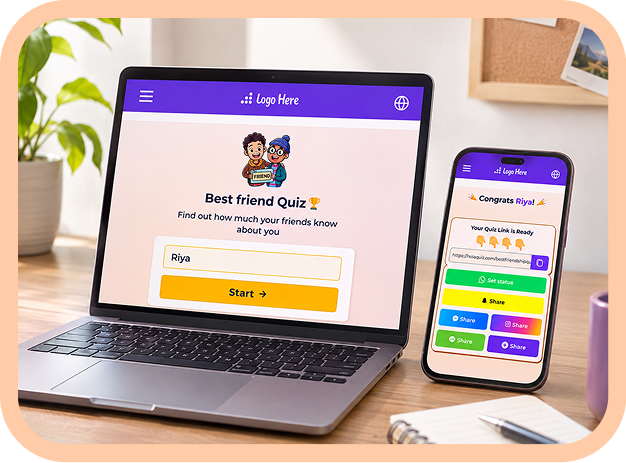 Logo Here
FRIEND
Best friend Quiz🏆
Find out how much your friends know
about you
Riya
Start →
Logo Here
Congrats Riya!
Your Quiz Link is Ready
👇👇👇👇
Set status
Share
Share
Share
Share
Share